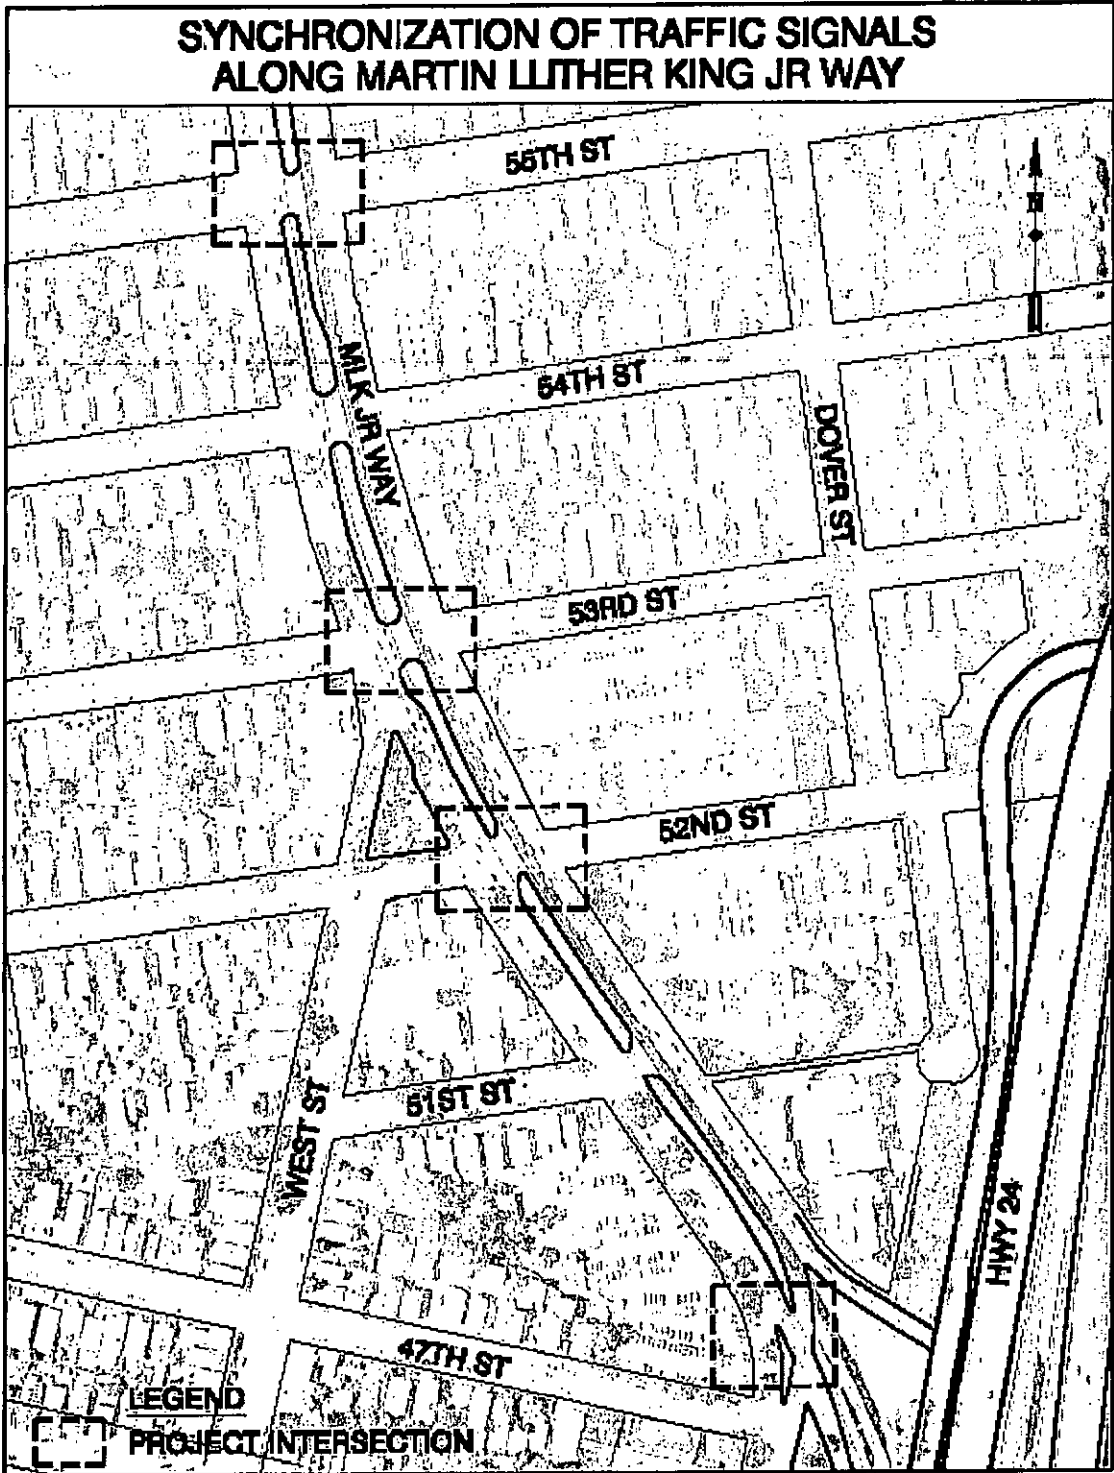 SYNCHRONIZATION OF TRAFFIC SIGNALS
ALONG MARTIN LUTHER KING JR WAY
55TH ST
54TH ST
MLK JR WAY
DOVER ST
53RD ST
52ND ST
51ST ST
WEST ST
HWY 24
47TH ST
LEGEND
PROJECT INTERSECTION